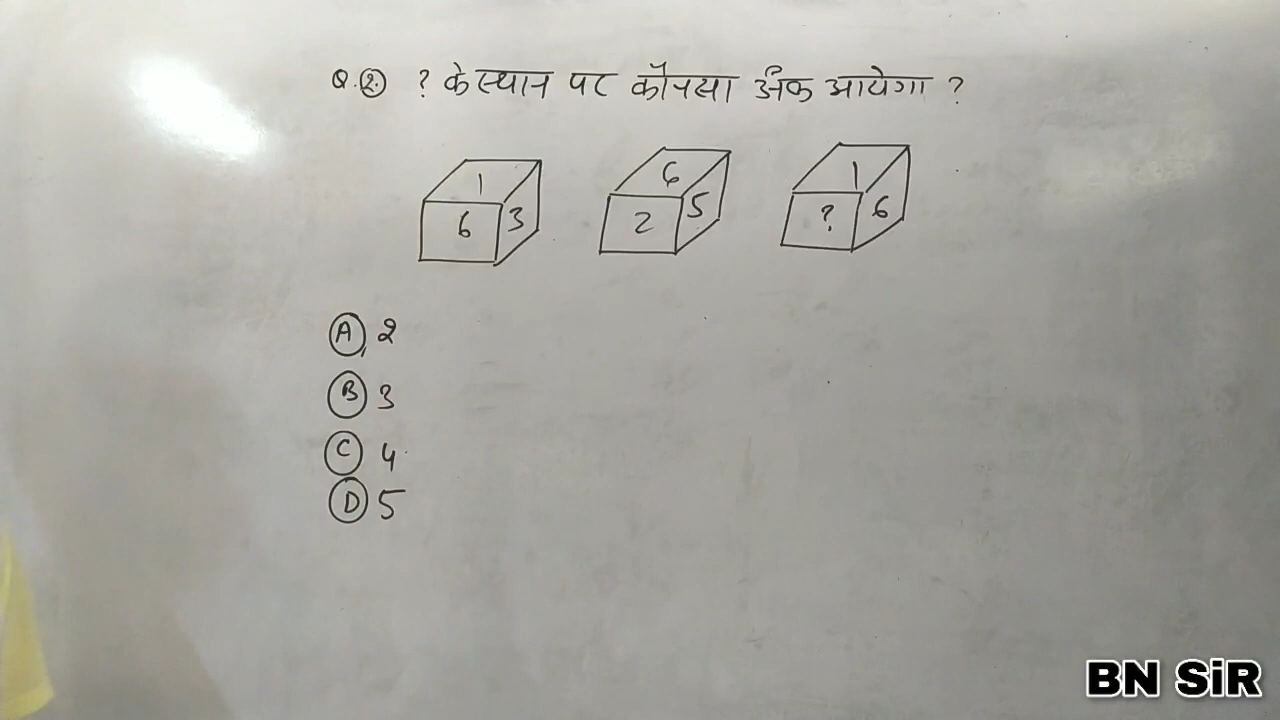 Q.②. ? के स्थान पर कौनसा अंक आयेगा ?
1 6 3
6 2 5
1 ? 6
Ⓐ, 2
Ⓑ 3
Ⓒ 4
Ⓓ 5
BN SiR